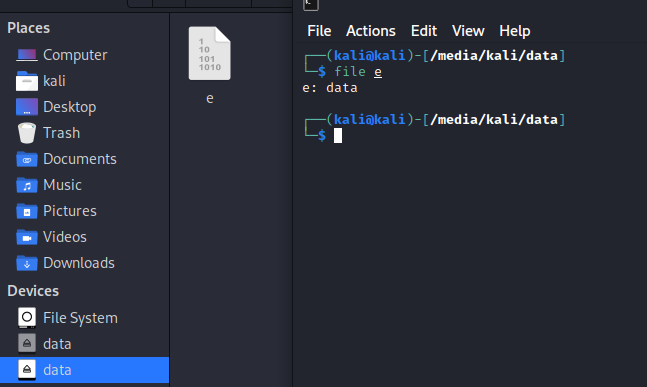 Places
Computer
kali
Desktop
Trash
Documents
Music
Pictures
Videos
Downloads
Devices
File System
data
data
1
10
101
1010
e
File Actions Edit View Help
┌──(kali@kali)-[/media/kali/data]
└─$ file e
e: data
┌──(kali@kali)-[/media/kali/data]
└─$